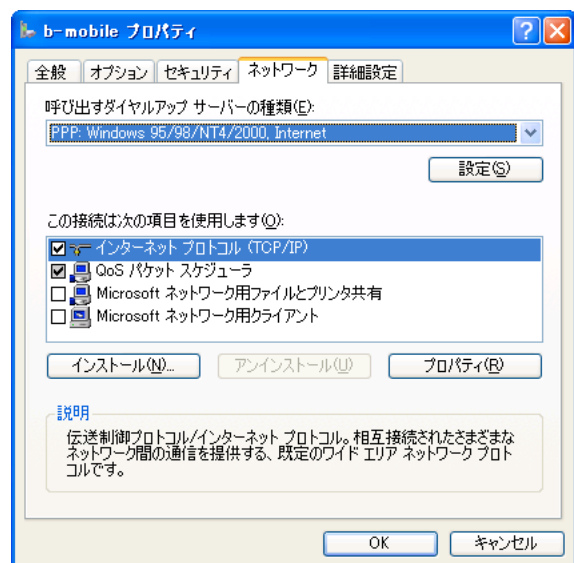 b-mobile プロパティ
全般 オプション セキュリティ ネットワーク 詳細設定
呼び出すダイヤルアップ サーバーの種類(E):
PPP: Windows 95/98/NT4/2000, Internet
設定(S)
この接続は次の項目を使用します(O):
インターネット プロトコル (TCP/IP)
QoS パケット スケジューラ
Microsoft ネットワーク用ファイルとプリンタ共有
Microsoft ネットワーク用クライアント
インストール(N)... アンインストール(U) プロパティ(R)
説明
伝送制御プロトコル/インターネット プロトコル。相互接続されたさまざまな
ネットワーク間の通信を提供する、既定のワイド エリア ネットワーク プロト
コルです。
OK キャンセル